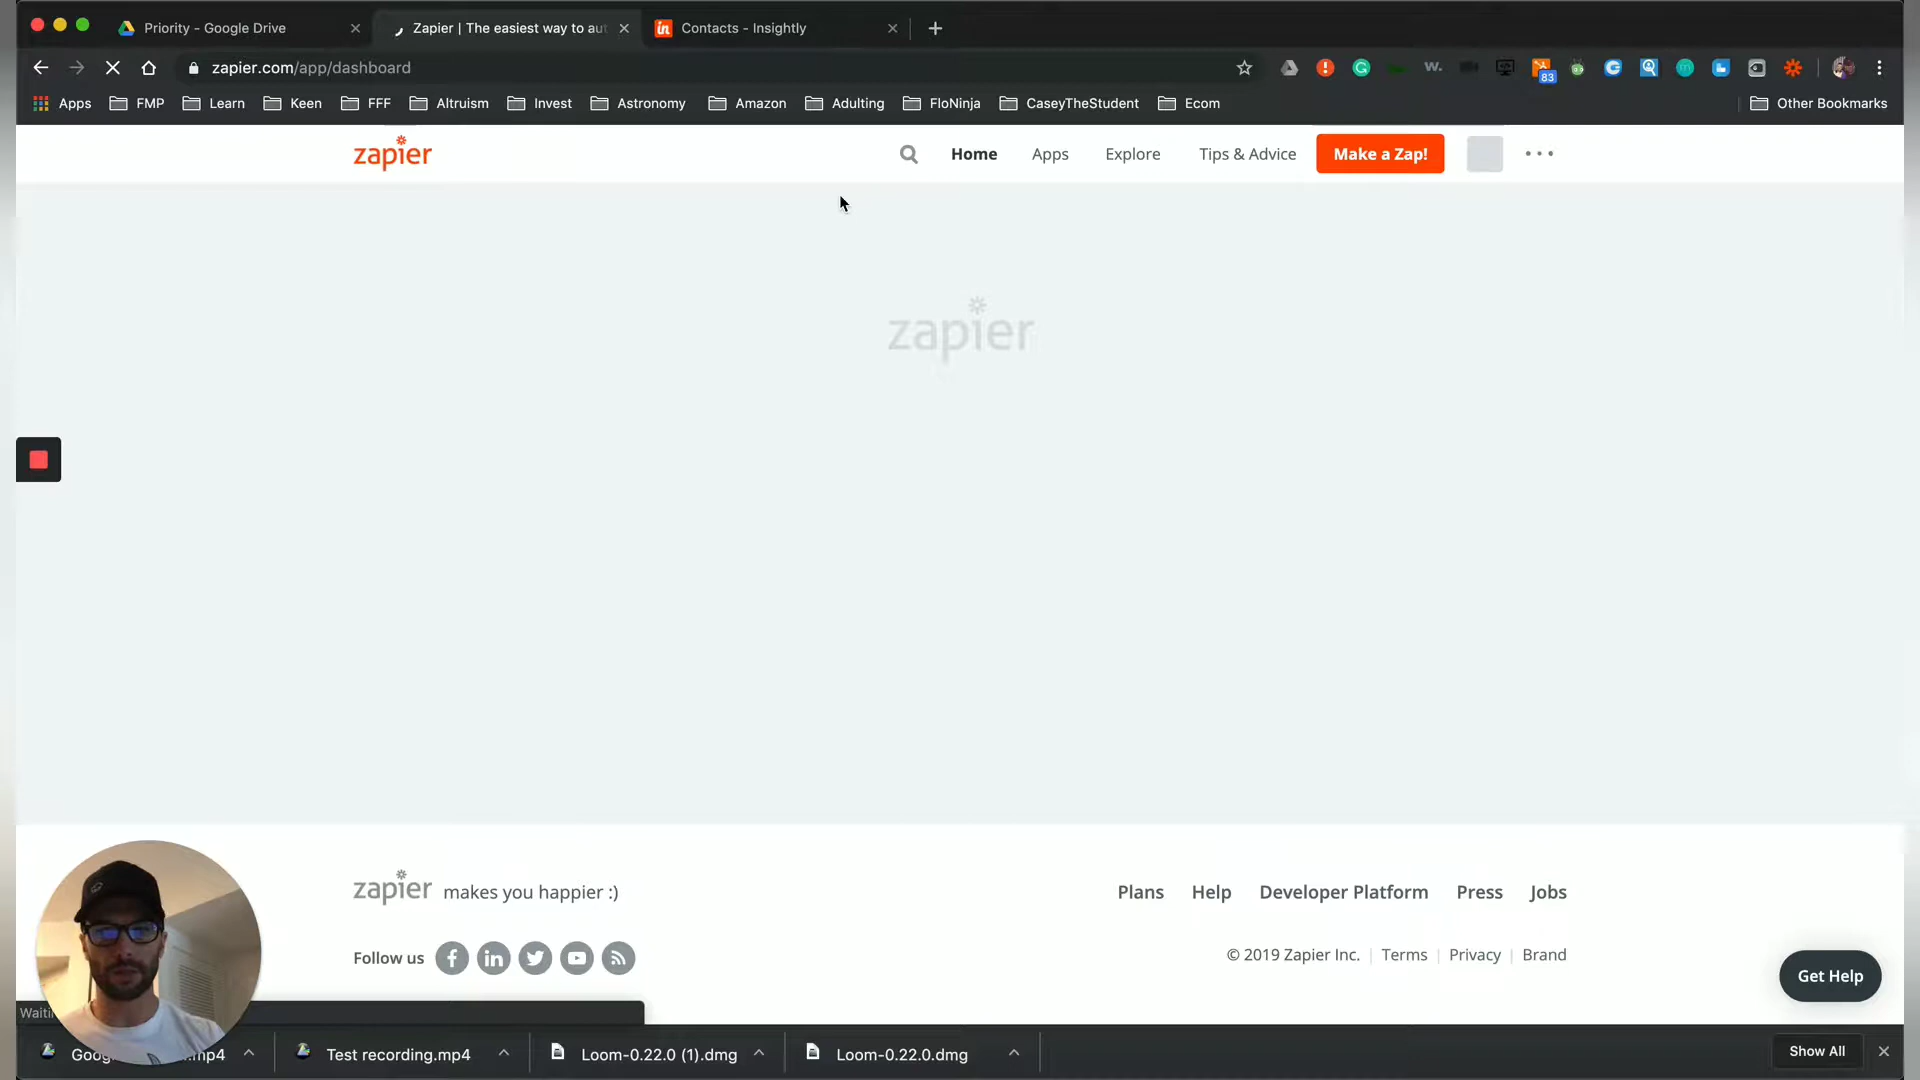 Priority - Google Drive
Zapier | The easiest way to aut
Contacts - Insightly
zapier.com/app/dashboard
83
Apps
FMP
Learn
Keen
FFF
Altruism
Invest
Astronomy
Amazon
Adulting
FloNinja
CaseyTheStudent
Ecom
Other Bookmarks
zapier
Home
Apps
Explore
Tips & Advice
Make a Zap!
zapier
zapier makes you happier :)
Plans
Help
Developer Platform
Press
Jobs
Follow us
© 2019 Zapier Inc.
Terms
Privacy
Brand
Get Help
Test recording.mp4
Loom-0.22.0 (1).dmg
Loom-0.22.0.dmg
Show All